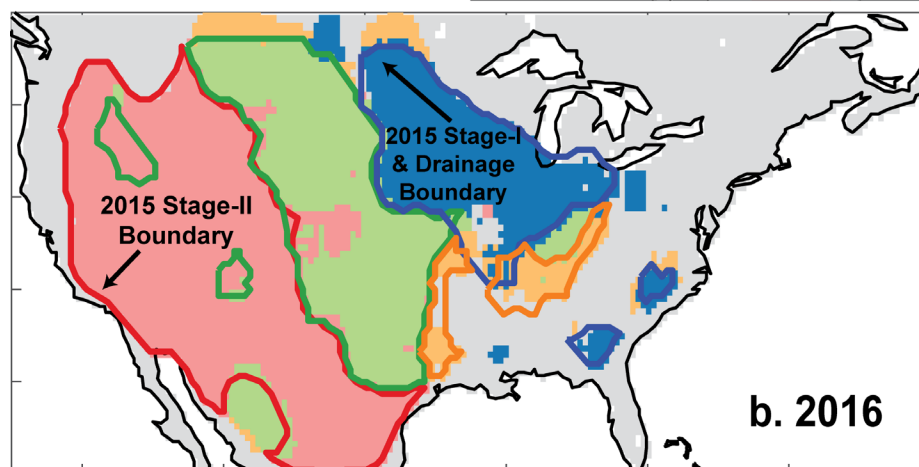 2015 Stage-I
& Drainage
Boundary
2015 Stage-II
Boundary
b. 2016